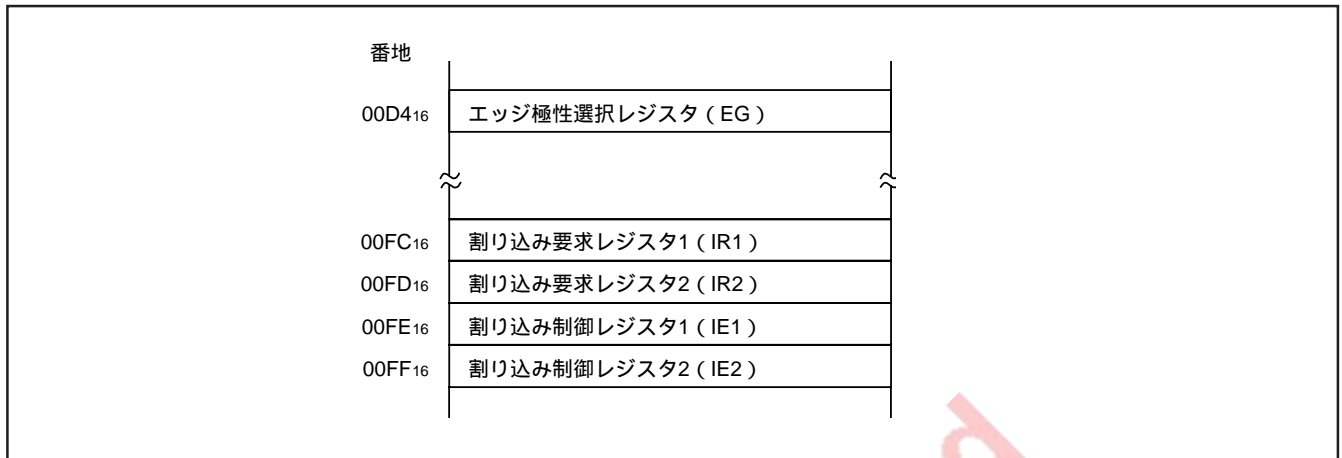 番地
00D416 エッジ極性選択レジスタ ( EG )
00FC16 割り込み要求レジスタ1 ( IR1 )
00FD16 割り込み要求レジスタ2 ( IR2 )
00FE16 割り込み制御レジスタ1 ( IE1 )
00FF16 割り込み制御レジスタ2 ( IE2 )